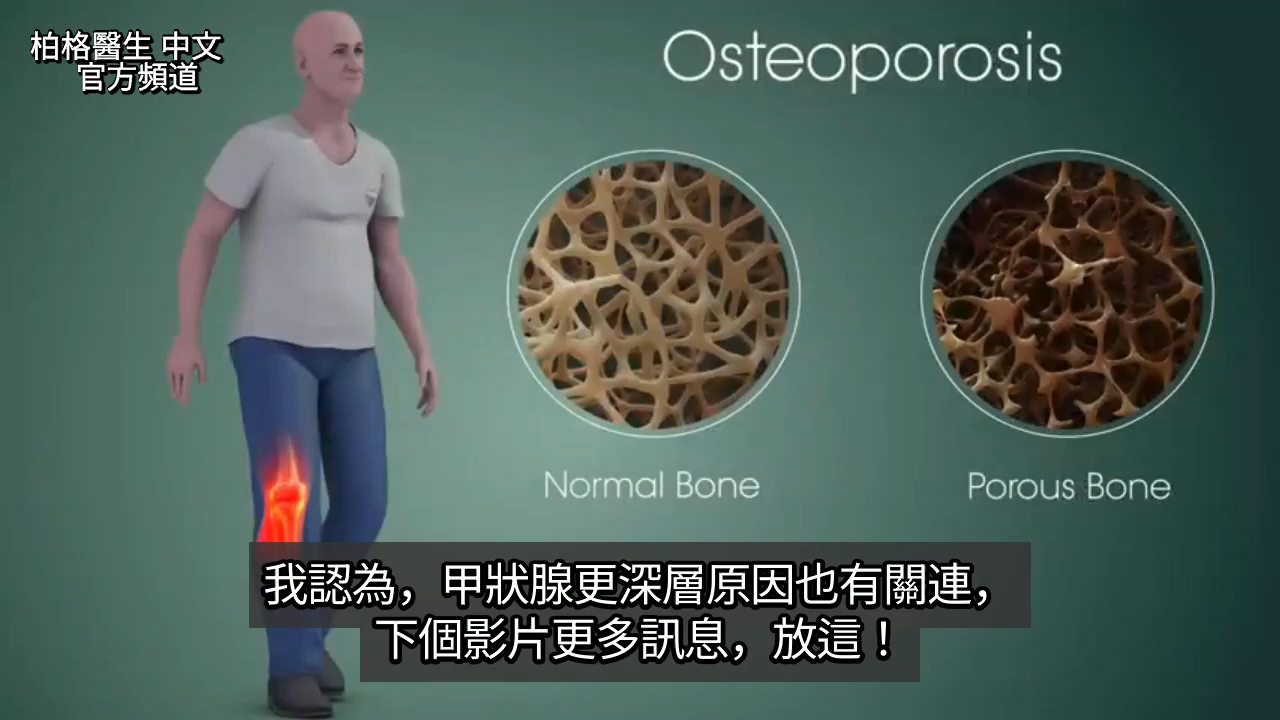 柏格醫生 中文
官方頻道
Osteoporosis
Normal Bone
Porous Bone
我認為，甲狀腺更深層原因也有關連，
下個影片更多訊息，放這！